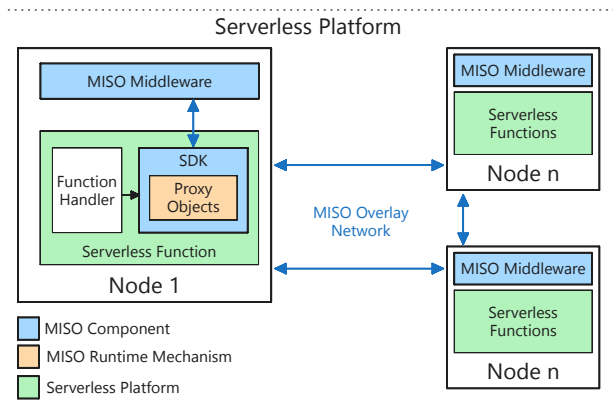 Serverless Platform
MISO Middleware
SDK
Function
Handler
Proxy
Objects
Serverless Function
Node 1
MISO Overlay
Network
MISO Middleware
Serverless
Functions
Node n
MISO Middleware
Serverless
Functions
Node n
MISO Component
MISO Runtime Mechanism
Serverless Platform